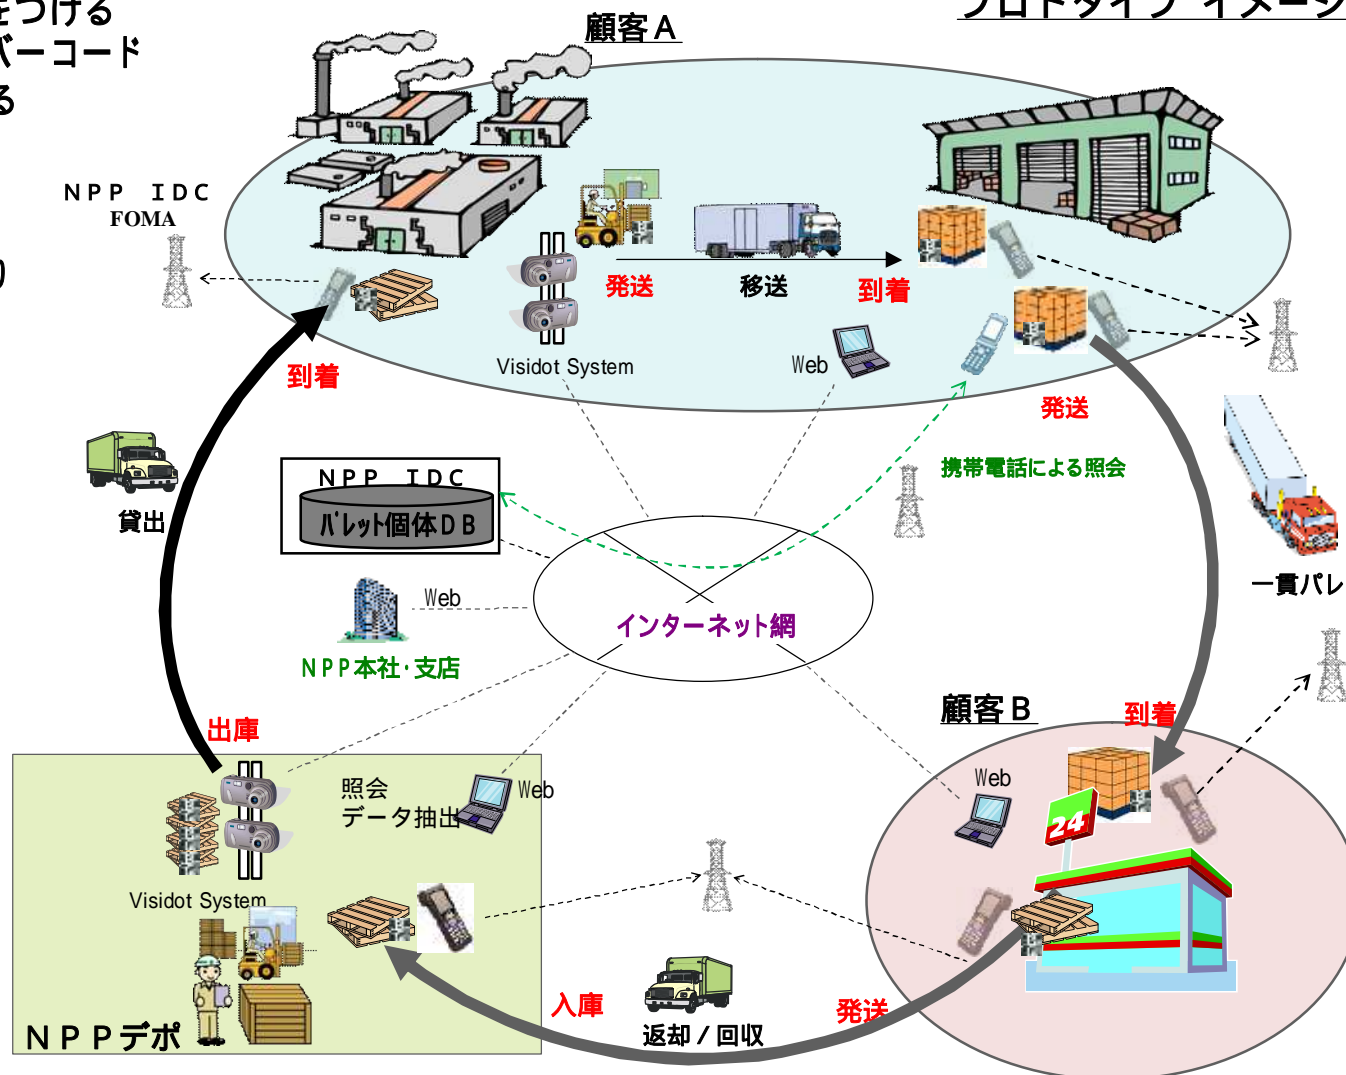 をつける
バーコード
る
り
プロトタイプ イメージ
顧客A
NPP IDC
FOMA
発送
移送
到着
Visidot System
Web
到着
発送
携帯電話による照会
貸出
NPP IDC
パレット個体DB
Web
インターネット網
NPP本社・支店
一貫パレ
出庫
顧客B
到着
照会
データ抽出
Web
Web
24
Visidot System
入庫
発送
返却/回収
NPPデポ